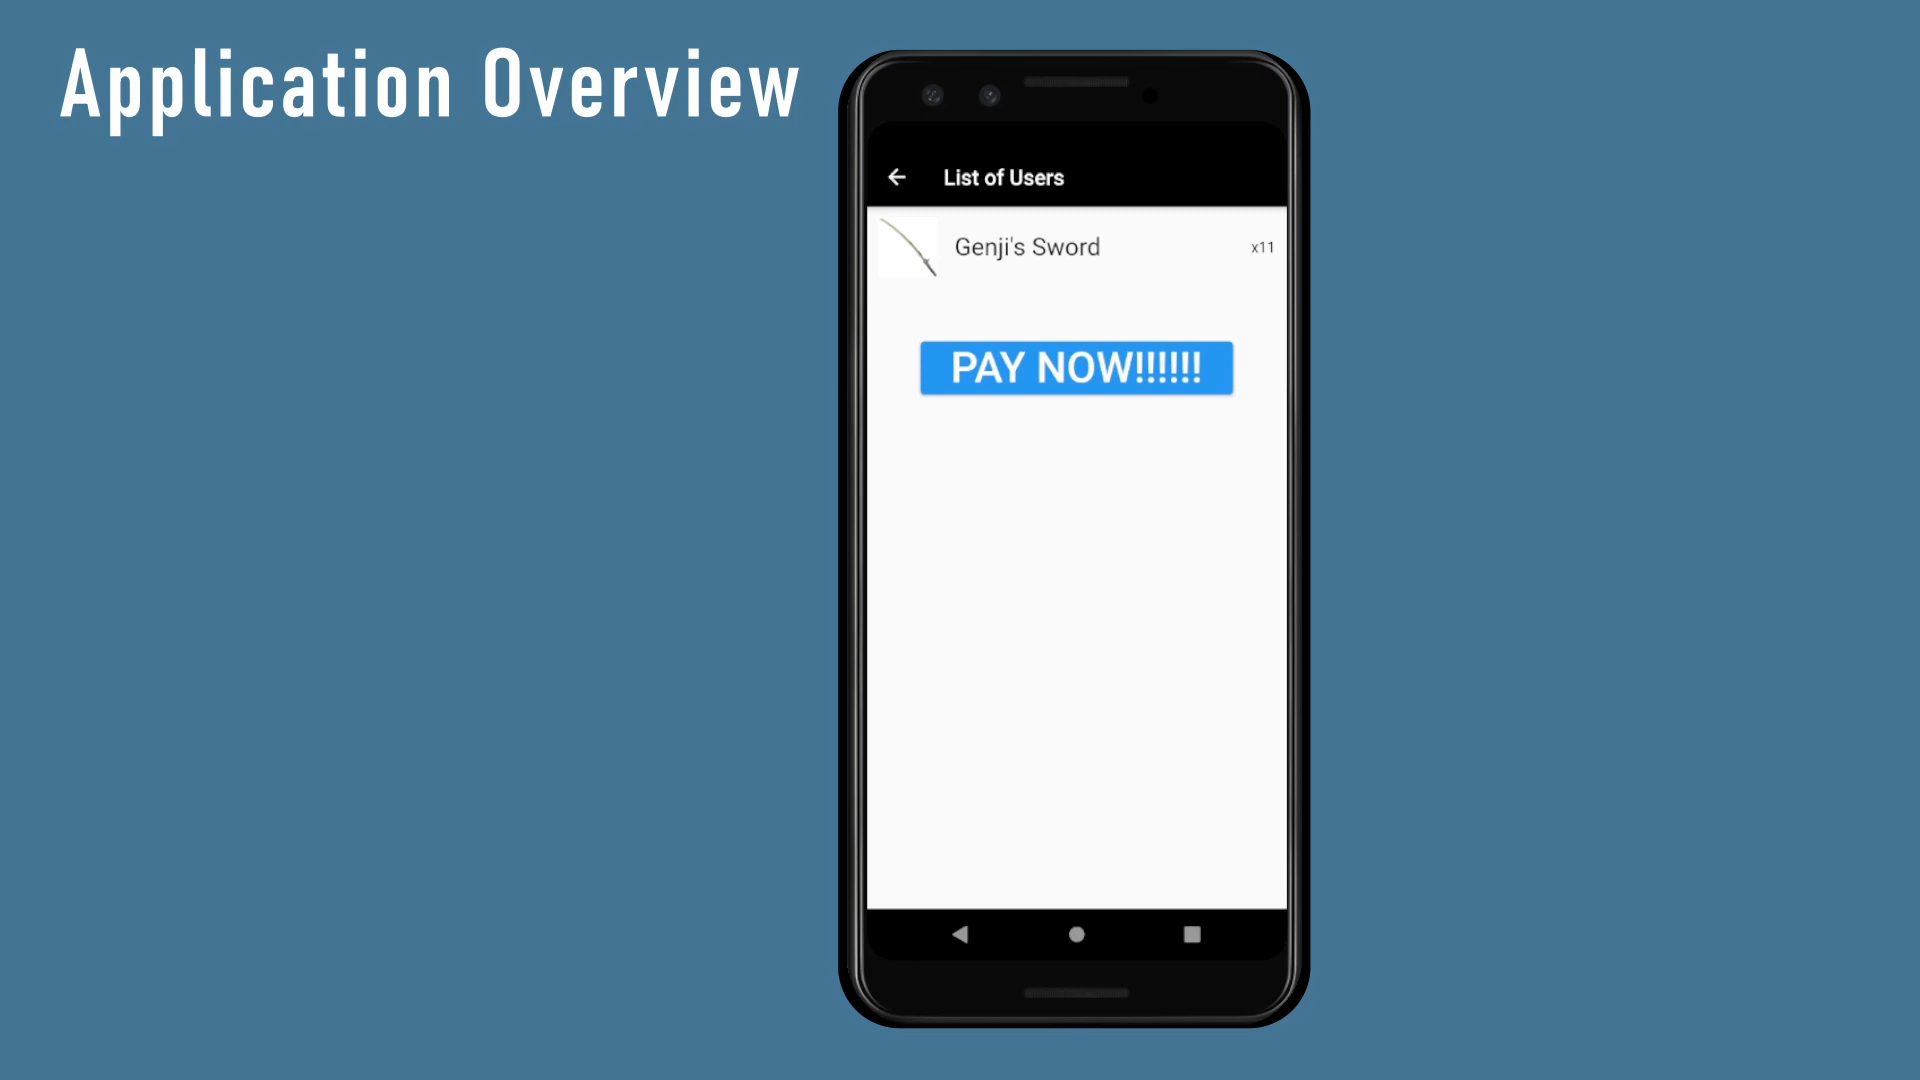 Application Overview
List of Users
Genji's Sword
x11
PAY NOW!!!!!!